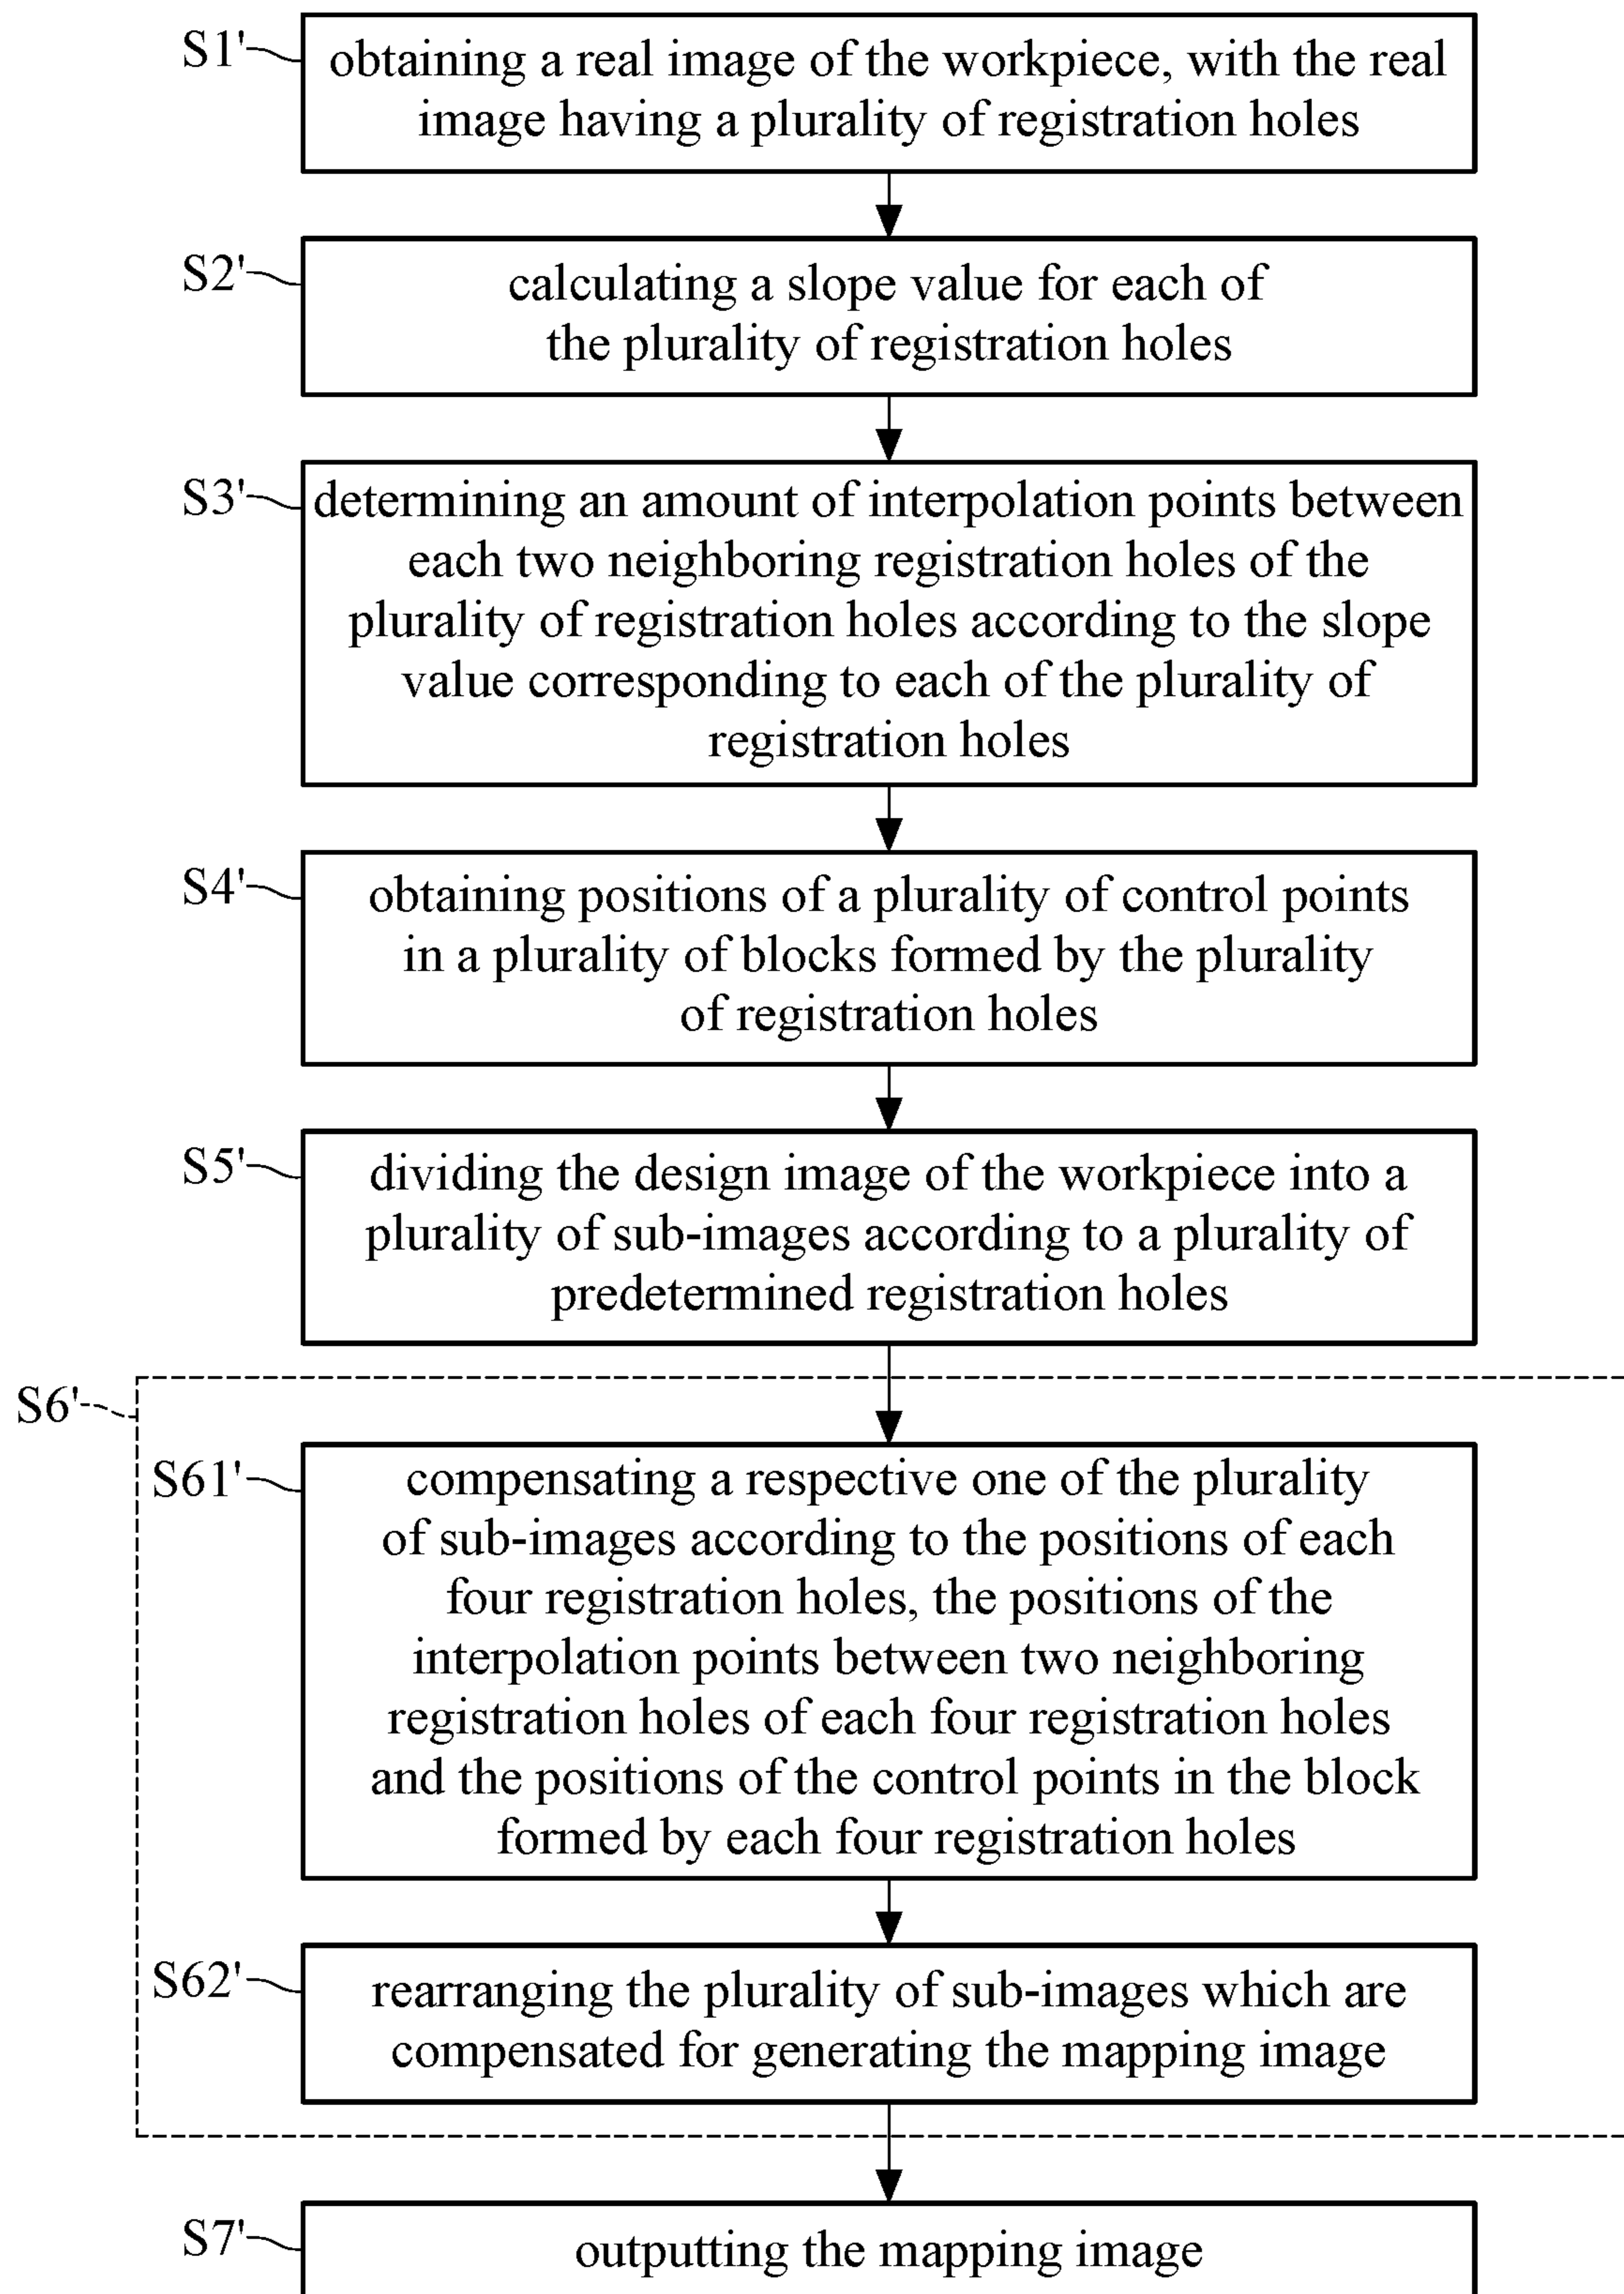 S1'
obtaining a real image of the workpiece, with the real
image having a plurality of registration holes
S2'
calculating a slope value for each of
the plurality of registration holes
S3'
determining an amount of interpolation points between
each two neighboring registration holes of the
plurality of registration holes according to the slope
value corresponding to each of the plurality of
registration holes
S4'
obtaining positions of a plurality of control points
in a plurality of blocks formed by the plurality
of registration holes
S5'
dividing the design image of the workpiece into a
plurality of sub-images according to a plurality of
predetermined registration holes
S6'
S61'
compensating a respective one of the plurality
of sub-images according to the positions of each
four registration holes, the positions of the
interpolation points between two neighboring
registration holes of each four registration holes
and the positions of the control points in the block
formed by each four registration holes
S62'
rearranging the plurality of sub-images which are
compensated for generating the mapping image
S7'
outputting the mapping image